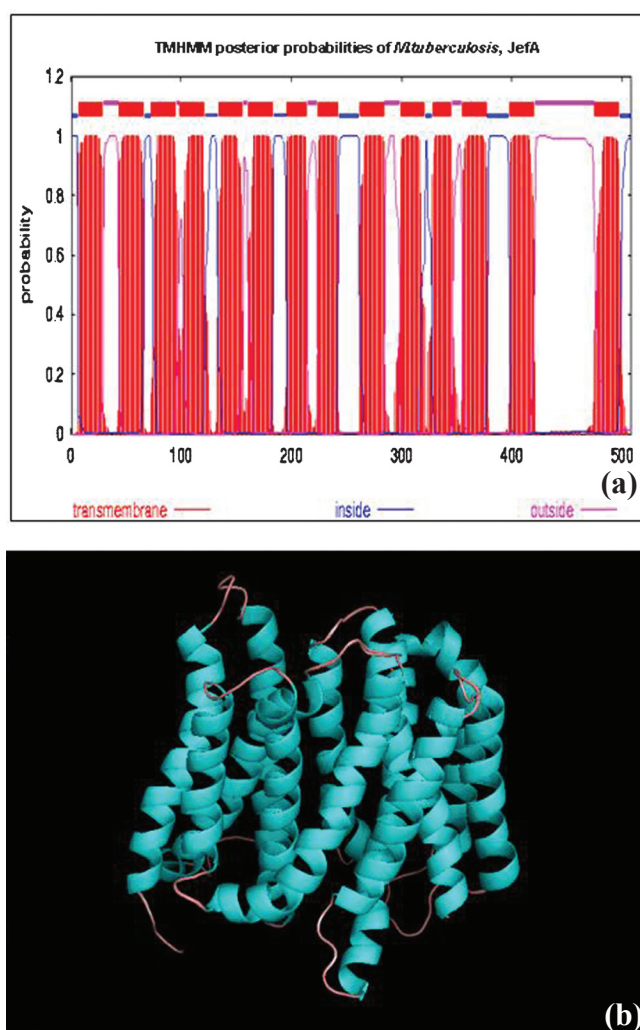 TMHMM posterior probabilities of M.tuberculosis, JefA
1.2
1
0.8
0.6
0.4
0.2
0
probability
0 100 200 300 400 500
(a)
transmembrane inside outside
(b)